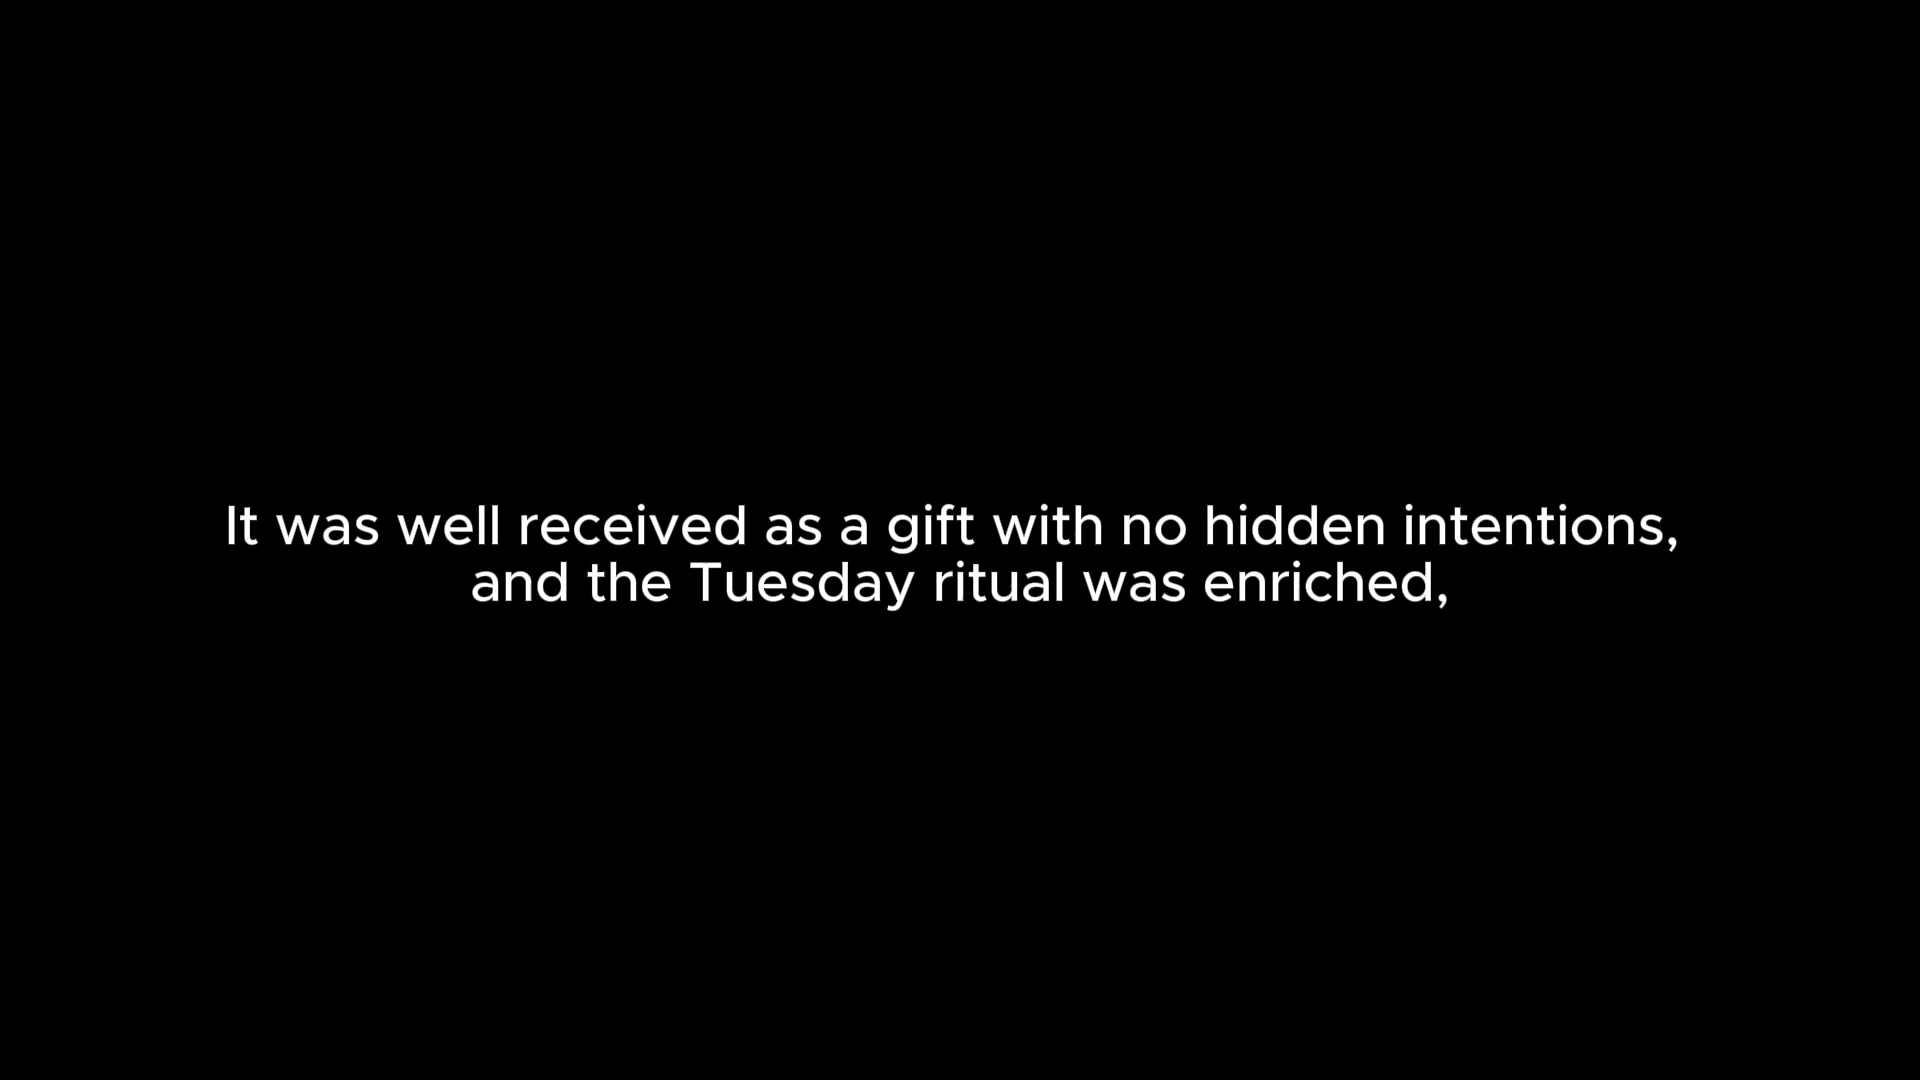 It was well received as a gift with no hidden intentions,
and the Tuesday ritual was enriched,